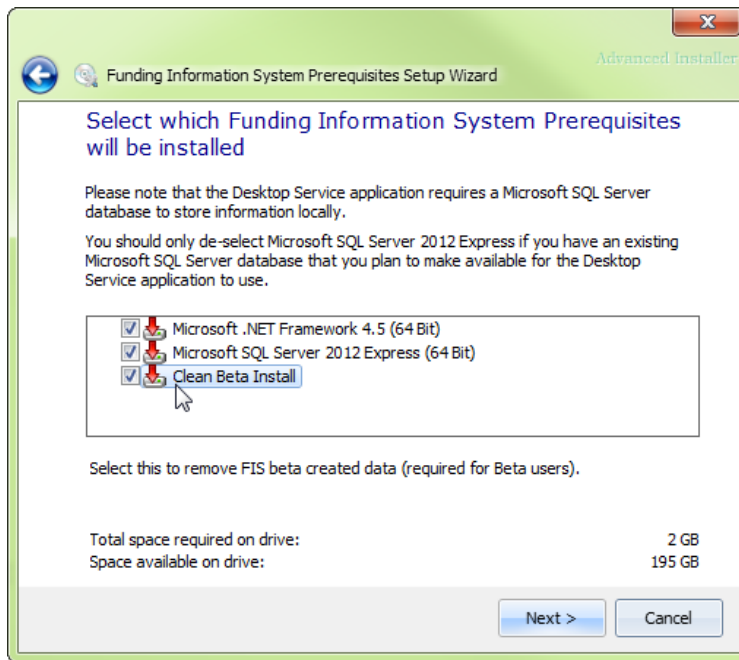 Advanced Installer
Funding Information System Prerequisites Setup Wizard
Select which Funding Information System Prerequisites
will be installed
Please note that the Desktop Service application requires a Microsoft SQL Server
database to store information locally.
You should only de-select Microsoft SQL Server 2012 Express if you have an existing
Microsoft SQL Server database that you plan to make available for the Desktop
Service application to use.
Microsoft .NET Framework 4.5 (64 Bit)
Microsoft SQL Server 2012 Express (64 Bit)
Clean Beta Install
Select this to remove FIS beta created data (required for Beta users).
Total space required on drive: 2 GB
Space available on drive: 195 GB
Next > Cancel